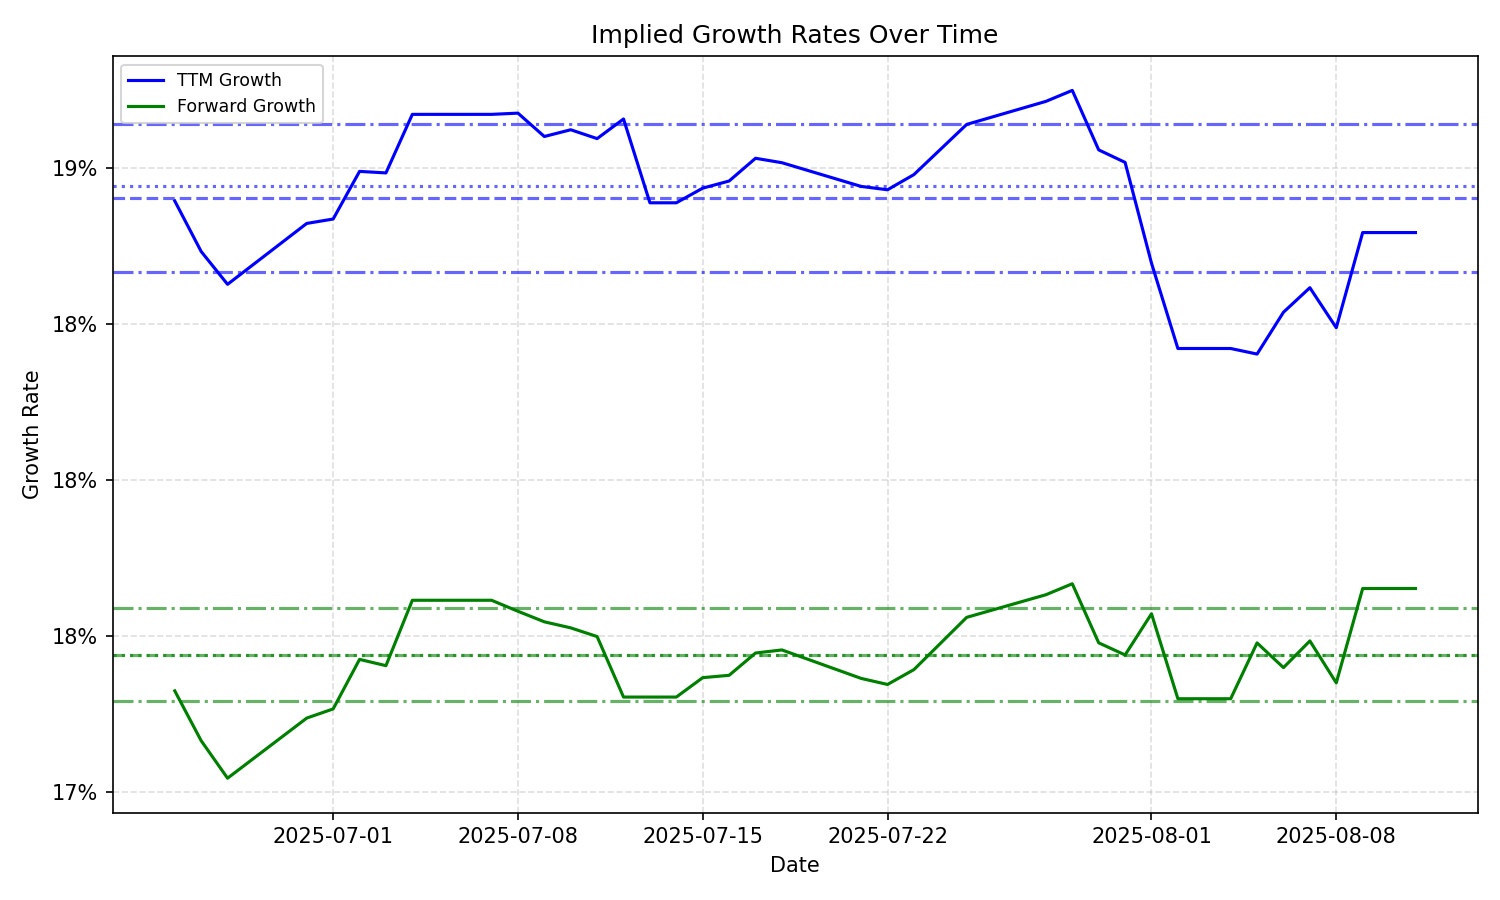 Implied Growth Rates Over Time
TTM Growth
Forward Growth
Growth Rate
19%
18%
18%
18%
17%
2025-07-01
2025-07-08
2025-07-15
2025-07-22
2025-08-01
2025-08-08
Date